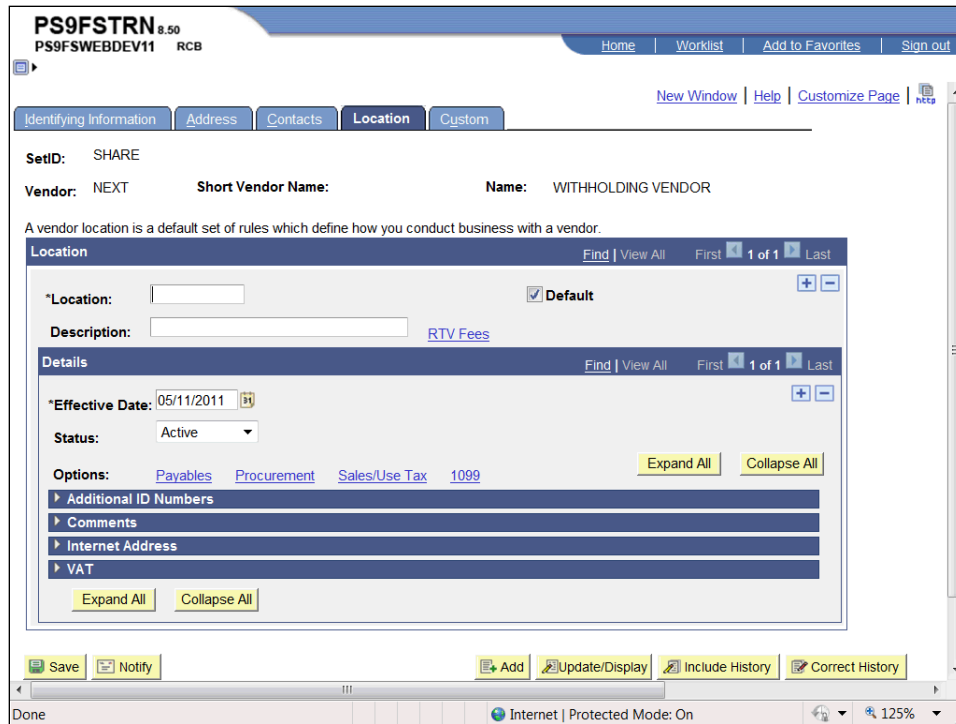 PS9FSTRN 8.50
PS9FSWEBDEV11 RCB
Home | Worklist | Add to Favorites | Sign out
New Window | Help | Customize Page | http
Identifying Information Address Contacts Location Custom
SetID: SHARE
Vendor: NEXT Short Vendor Name: Name: WITHHOLDING VENDOR
A vendor location is a default set of rules which define how you conduct business with a vendor.
Location Find | View All First 1 of 1 Last
*Location: Default
Description: RTV Fees
Details Find | View All First 1 of 1 Last
*Effective Date: 05/11/2011 31
Status: Active
Expand All Collapse All
Options: Payables Procurement Sales/Use Tax 1099
Additional ID Numbers
Comments
Internet Address
VAT
Expand All Collapse All
Save Notify Add Update/Display Include History Correct History
Done Internet | Protected Mode: On 125%